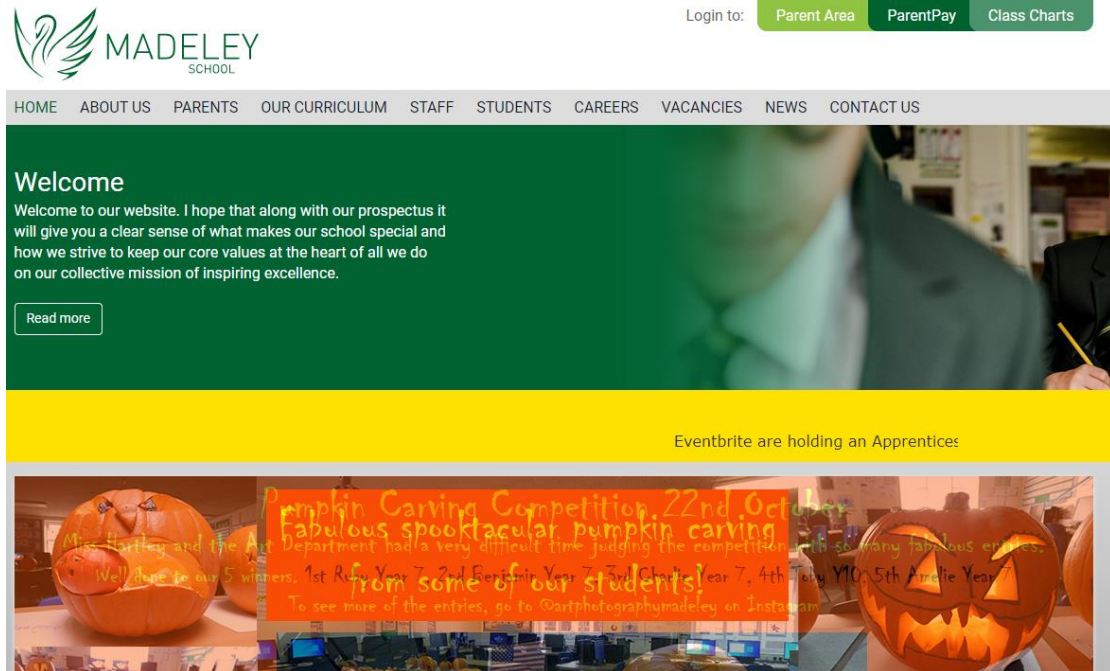 MADELEY
SCHOOL
Login to: Parent Area ParentPay Class Charts
HOME ABOUT US PARENTS OUR CURRICULUM STAFF STUDENTS CAREERS VACANCIES NEWS CONTACT US
Welcome
Welcome to our website. I hope that along with our prospectus it
will give you a clear sense of what makes our school special and
how we strive to keep our core values at the heart of all we do
on our collective mission of inspiring excellence.
Read more
Eventbrite are holding an Apprentices
Pumpkin Carving Competition 22nd October
Fabulous spooktacular pumpkin carving
Miss Hartley and the Art Department had a very difficult time judging the competition with so many fabulous entries.
Well done to our 5 winners. 1st Ruby Year 7, 2nd Benjamin Year 7, 3rd Charlie Year 7, 4th Toby Y10, 5th Amelie Year 7
from some of our students!
To see more of the entries, go to @artphotographymadeley on Instagram